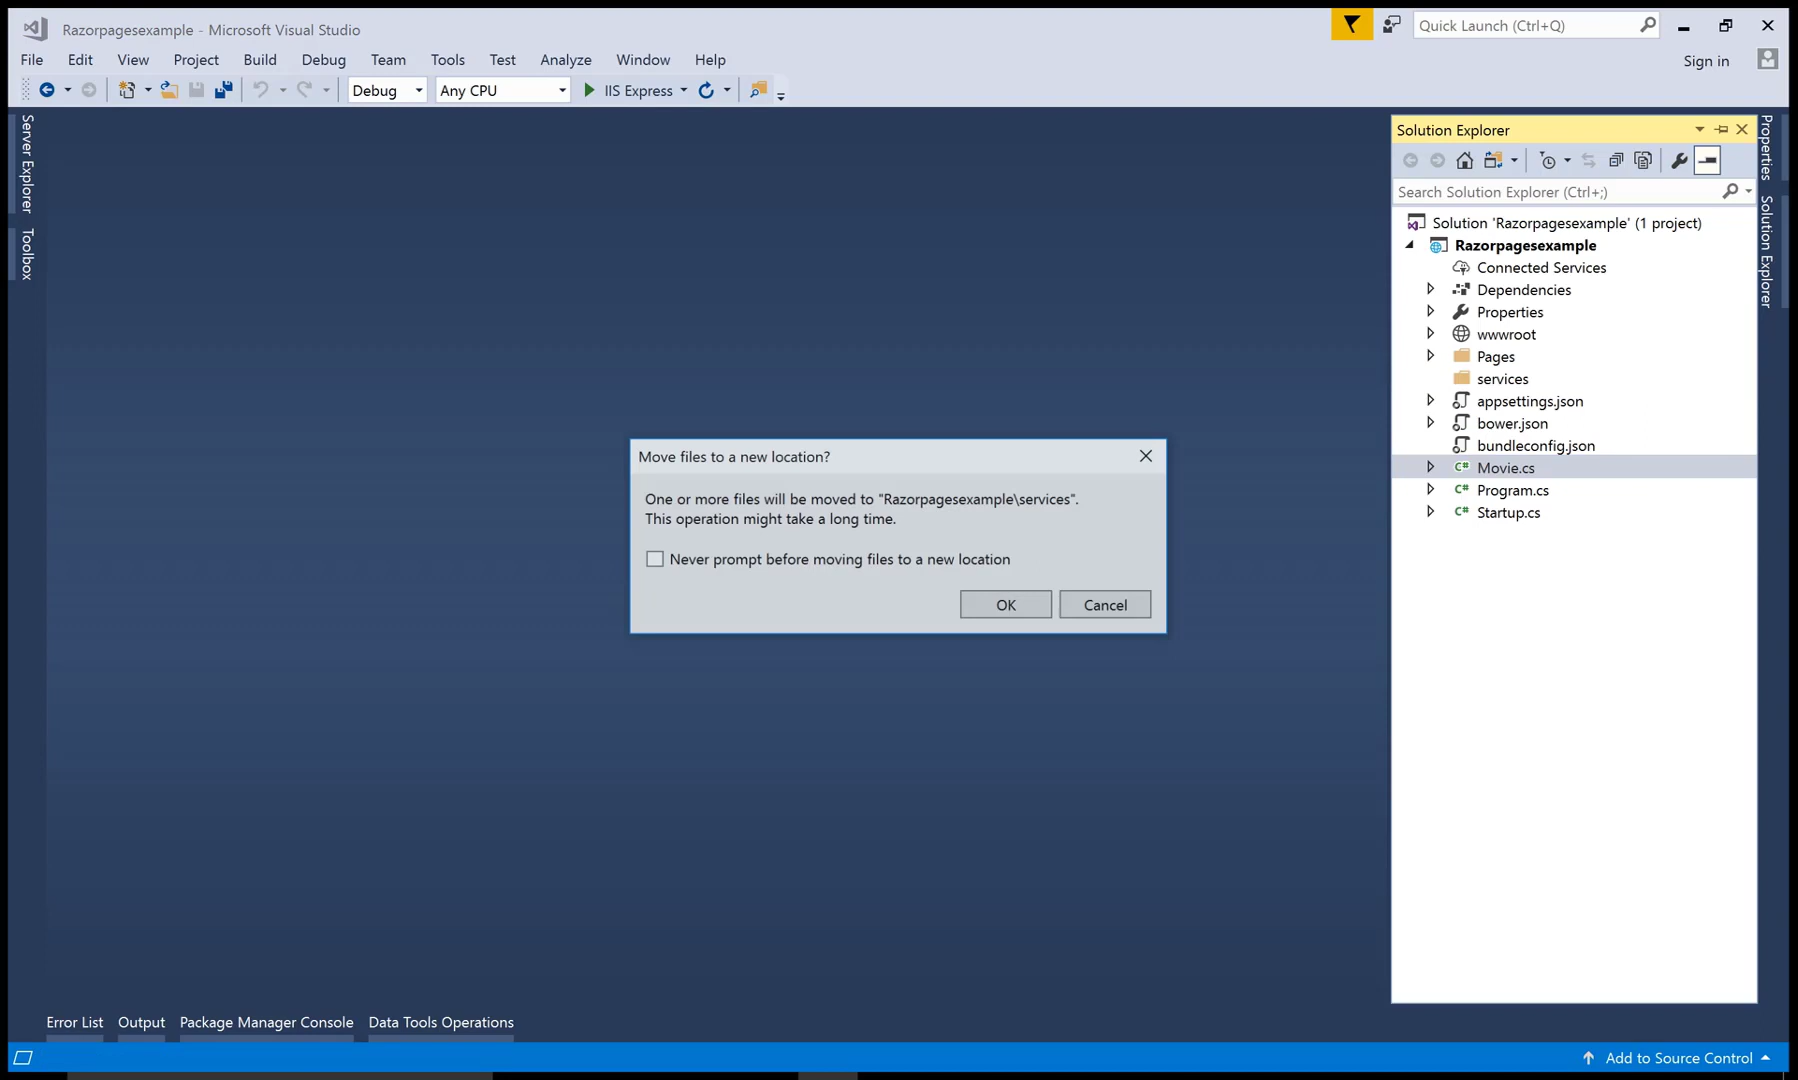 Razorpagesexample - Microsoft Visual Studio
Quick Launch (Ctrl+Q)
File Edit View Project Build Debug Team Tools Test Analyze Window Help
Sign in
Debug Any CPU IIS Express
Server Explorer
Toolbox
Solution Explorer
Search Solution Explorer (Ctrl+;)
Solution 'Razorpagesexample' (1 project)
Razorpagesexample
Connected Services
Dependencies
Properties
wwwroot
Pages
services
appsettings.json
bower.json
bundleconfig.json
C# Movie.cs
C# Program.cs
C# Startup.cs
Properties
Solution Explorer
Move files to a new location?
One or more files will be moved to "Razorpagesexample\services".
This operation might take a long time.
Never prompt before moving files to a new location
OK Cancel
Error List Output Package Manager Console Data Tools Operations
Add to Source Control